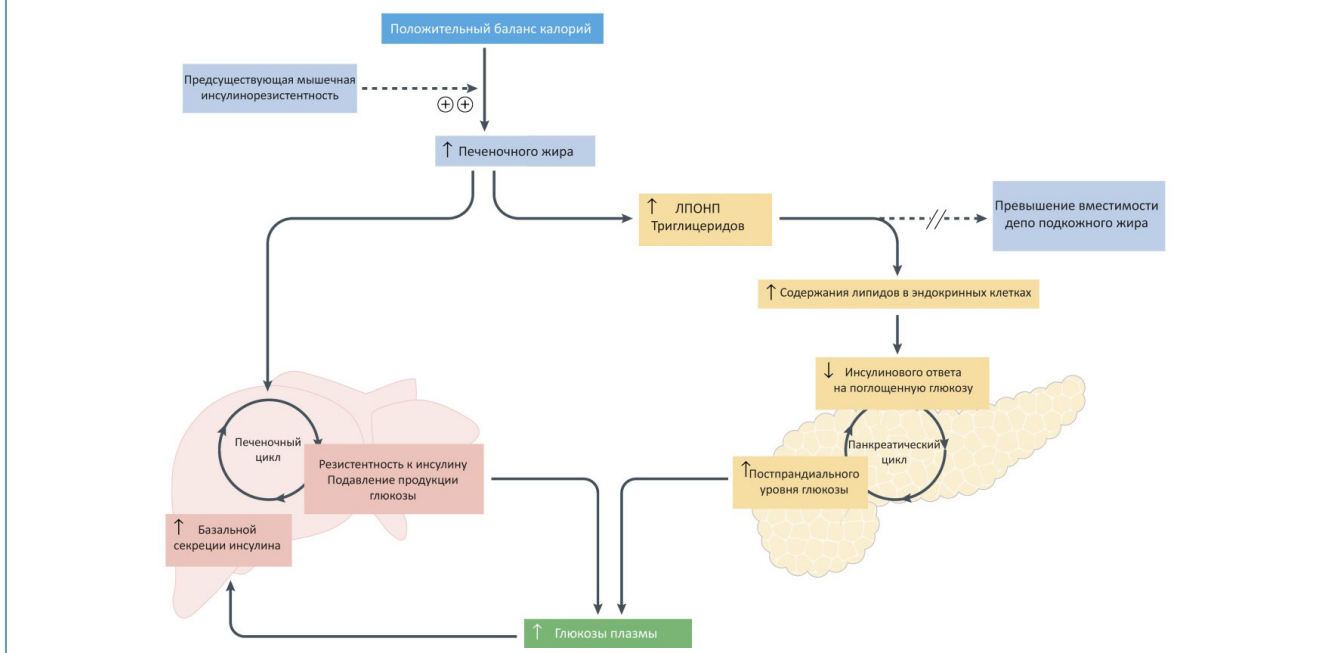 Положительный баланс калорий
Предсуществующая мышечная
инсулинорезистентность
↑ Печеночного жира
↑ ЛПОНП
Триглицеридов
Превышение вместимости
депо подкожного жира
↑ Содержания липидов в эндокринных клетках
↓ Инсулинового ответа
на поглощенную глюкозу
Печеночный
цикл
Панкреатический
цикл
Резистентность к инсулину
Подавление продукции
глюкозы
↑ Постпрандиального
уровня глюкозы
↑ Базальной
секреции инсулина
↑ Глюкозы плазмы